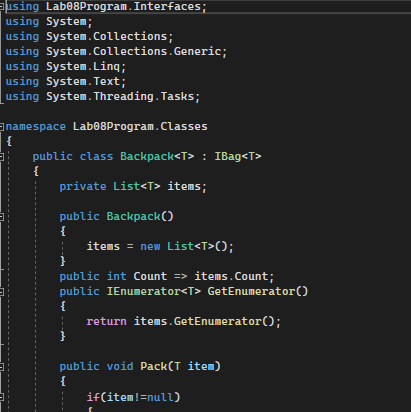 using Lab08Program.Interfaces;
using System;
using System.Collections;
using System.Collections.Generic;
using System.Linq;
using System.Text;
using System.Threading.Tasks;
namespace Lab08Program.Classes
{
public class Backpack<T> : IBag<T>
{
private List<T> items;
public Backpack()
{
items = new List<T>();
}
public int Count => items.Count;
public IEnumerator<T> GetEnumerator()
{
return items.GetEnumerator();
}
public void Pack(T item)
{
if(item!=null)
{